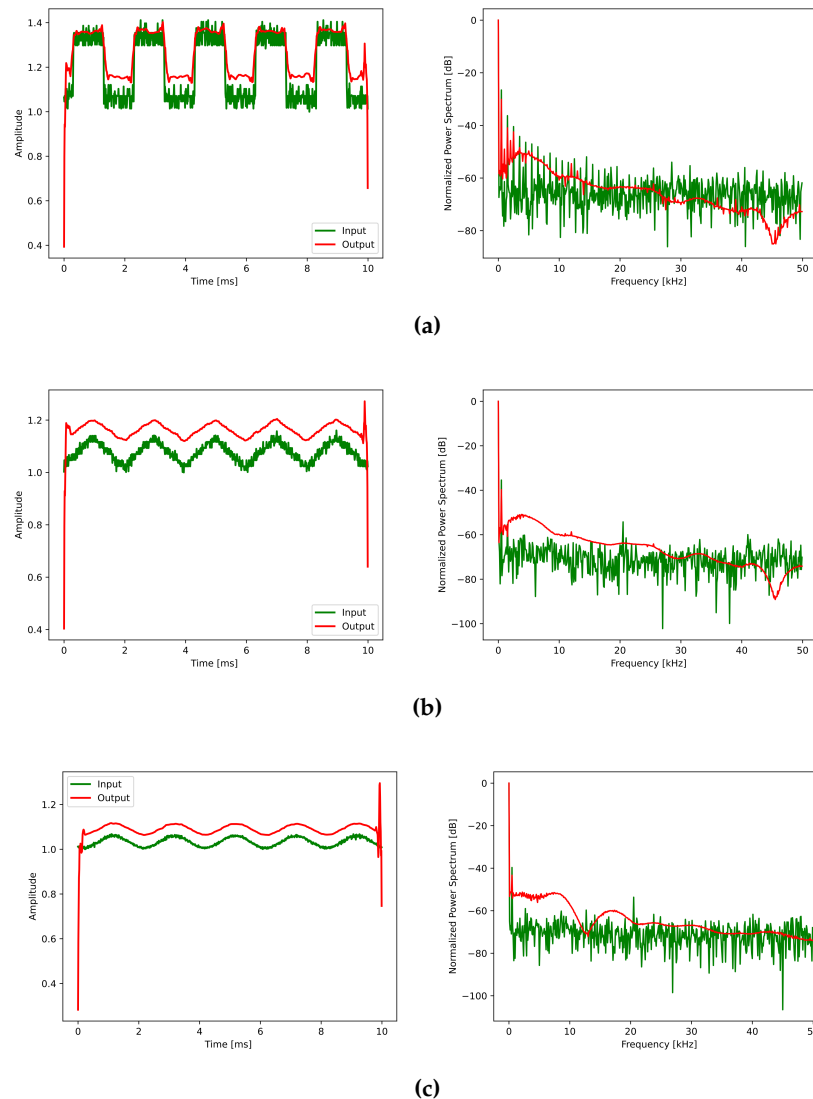 1.4
1.2
1.0
0.8
0.6
0.4
Amplitude
Input
Output
0 2 4 6 8 10
Time [ms]
0
−20
−40
−60
−80
Normalized Power Spectrum [dB]
0 10 20 30 40 50
Frequency [kHz]
(a)
1.2
1.0
0.8
0.6
0.4
Amplitude
Input
Output
0 2 4 6 8 10
Time [ms]
0
−20
−40
−60
−80
−100
Normalized Power Spectrum [dB]
0 10 20 30 40 50
Frequency [kHz]
(b)
Input
Output
1.2
1.0
0.8
0.6
0.4
Amplitude
0 2 4 6 8 10
Time [ms]
0
−20
−40
−60
−80
−100
Normalized Power Spectrum [dB]
0 10 20 30 40
Frequency [kHz]
(c)